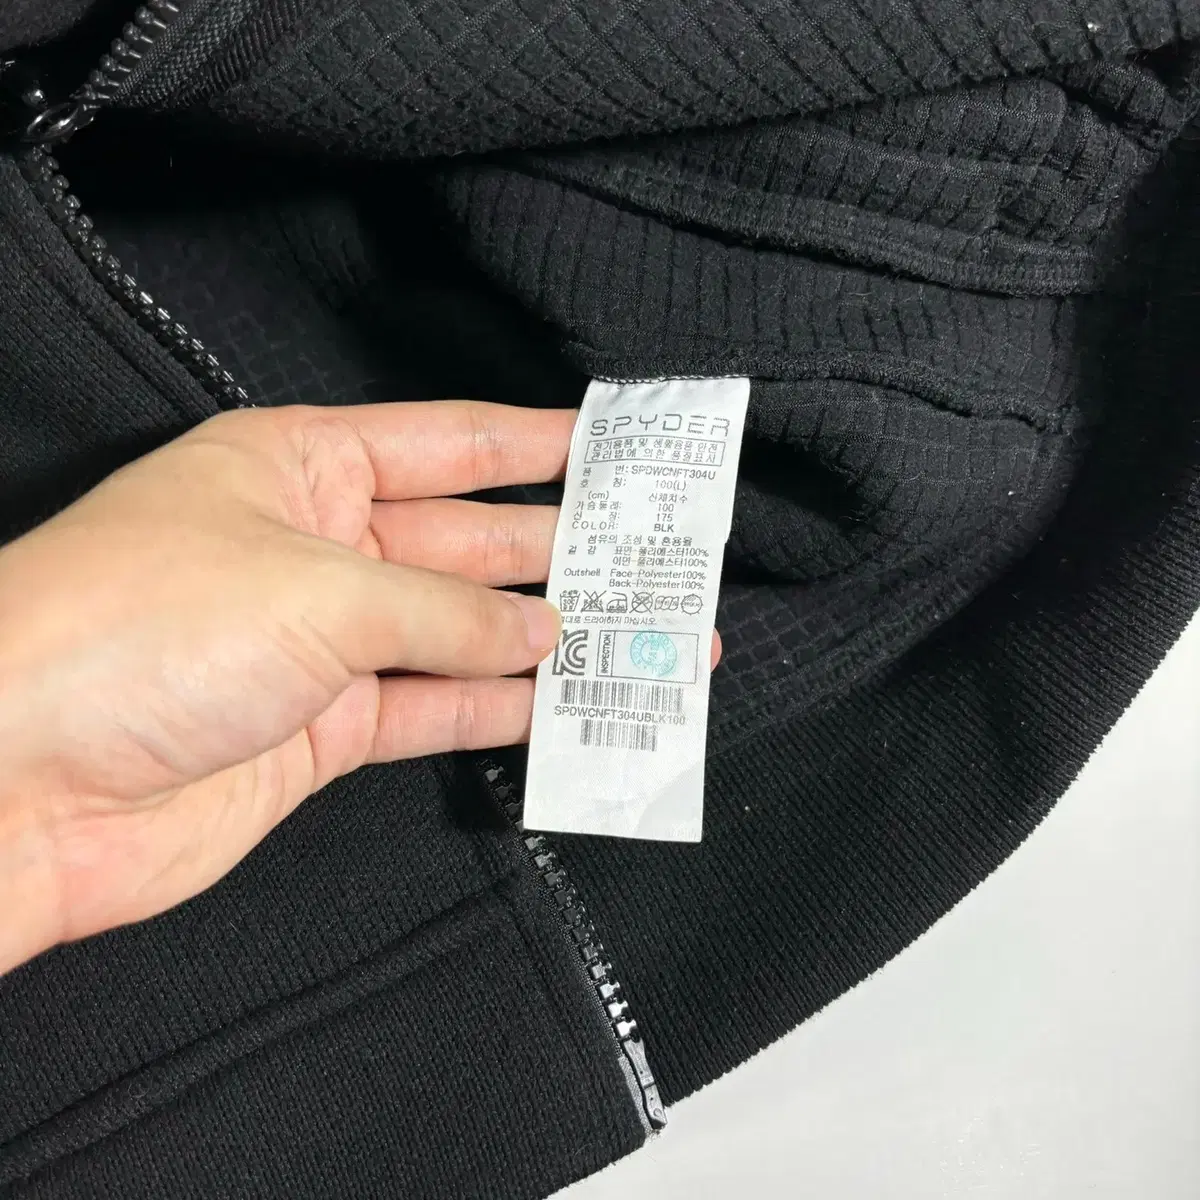 SPYDER
전기용품 및 생활용품 안전
관리법에 의한 품질표시
품 번: SPDWCNFT304U
호 칭: 100(L)
(cm) 신체치수
가슴둘레: 100
신 장: 175
COLOR: BLK
섬유의 조성 및 혼용율
겉 감 표면-폴리에스터100%
이면-폴리에스터100%
Outshell Face-Polyester100%
Back-Polyester100%
드라이하지 마십시오.
INSPECTION
SPDWCNFT304UBLK100